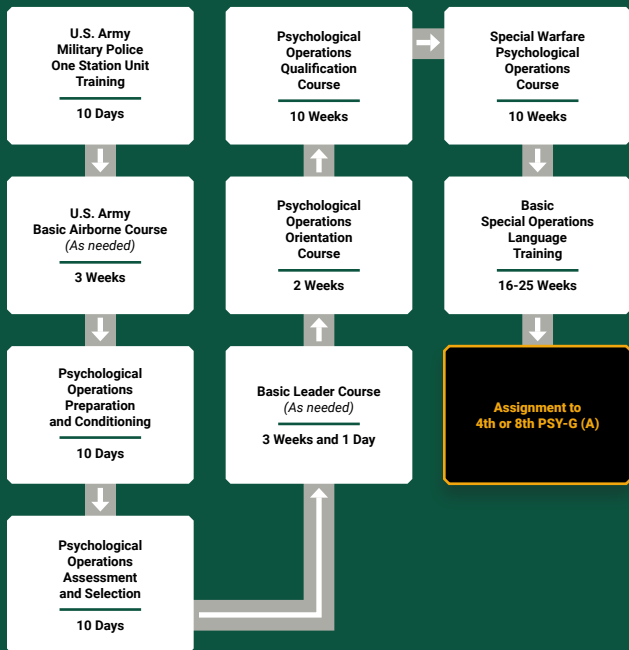 U.S. Army
Military Police
One Station Unit
Training
10 Days
U.S. Army
Basic Airborne Course
(As needed)
3 Weeks
Psychological
Operations
Preparation
and Conditioning
10 Days
Psychological
Operations
Assessment
and Selection
10 Days
Basic Leader Course
(As needed)
3 Weeks and 1 Day
Psychological
Operations
Orientation
Course
2 Weeks
Psychological
Operations
Qualification
Course
10 Weeks
Special Warfare
Psychological
Operations
Course
10 Weeks
Basic
Special Operations
Language
Training
16-25 Weeks
Assignment to
4th or 8th PSY-G (A)